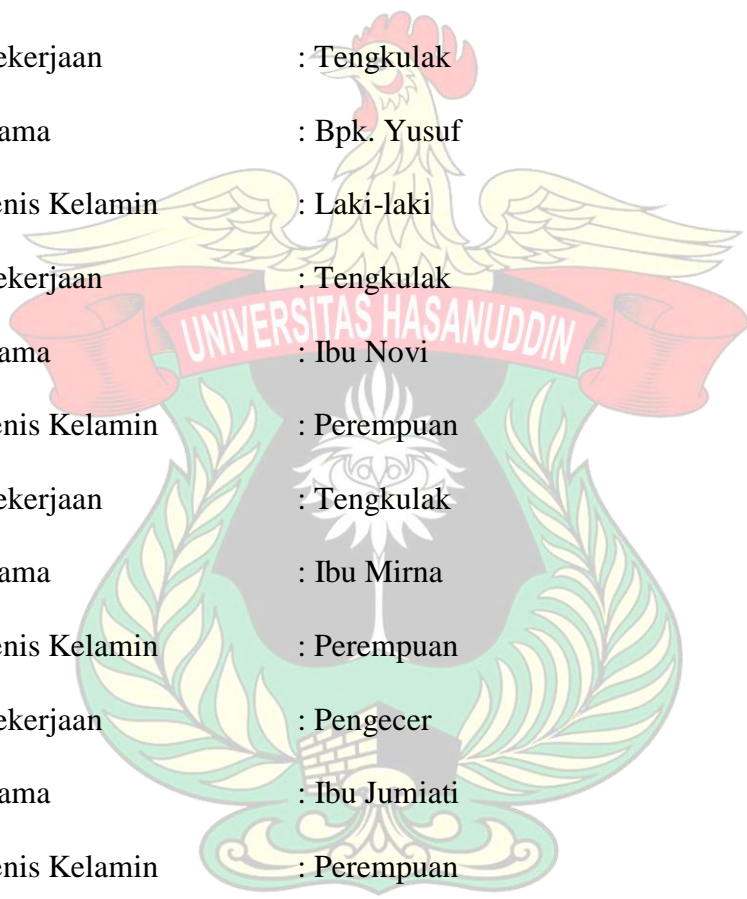 ekerjaan : Tengkulak
ama : Bpk. Yusuf
enis Kelamin : Laki-laki
ekerjaan : Tengkulak
UNIVERSITAS HASANUDDIN
ama : Ibu Novi
enis Kelamin : Perempuan
ekerjaan : Tengkulak
ama : Ibu Mirna
enis Kelamin : Perempuan
ekerjaan : Pengecer
ama : Ibu Jumiati
enis Kelamin : Perempuan